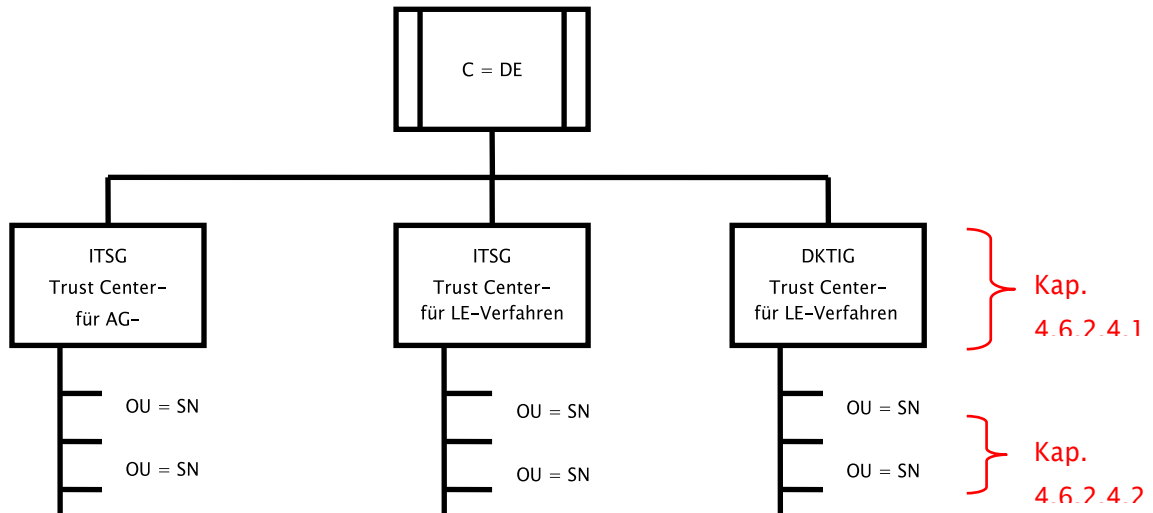 C = DE
ITSG
Trust Center-
für AG-
ITSG
Trust Center-
für LE-Verfahren
DKTIG
Trust Center-
für LE-Verfahren
Kap.
4.6.2.4.1
OU = SN
OU = SN
OU = SN
OU = SN
OU = SN
OU = SN
Kap.
4.6.2.4.2